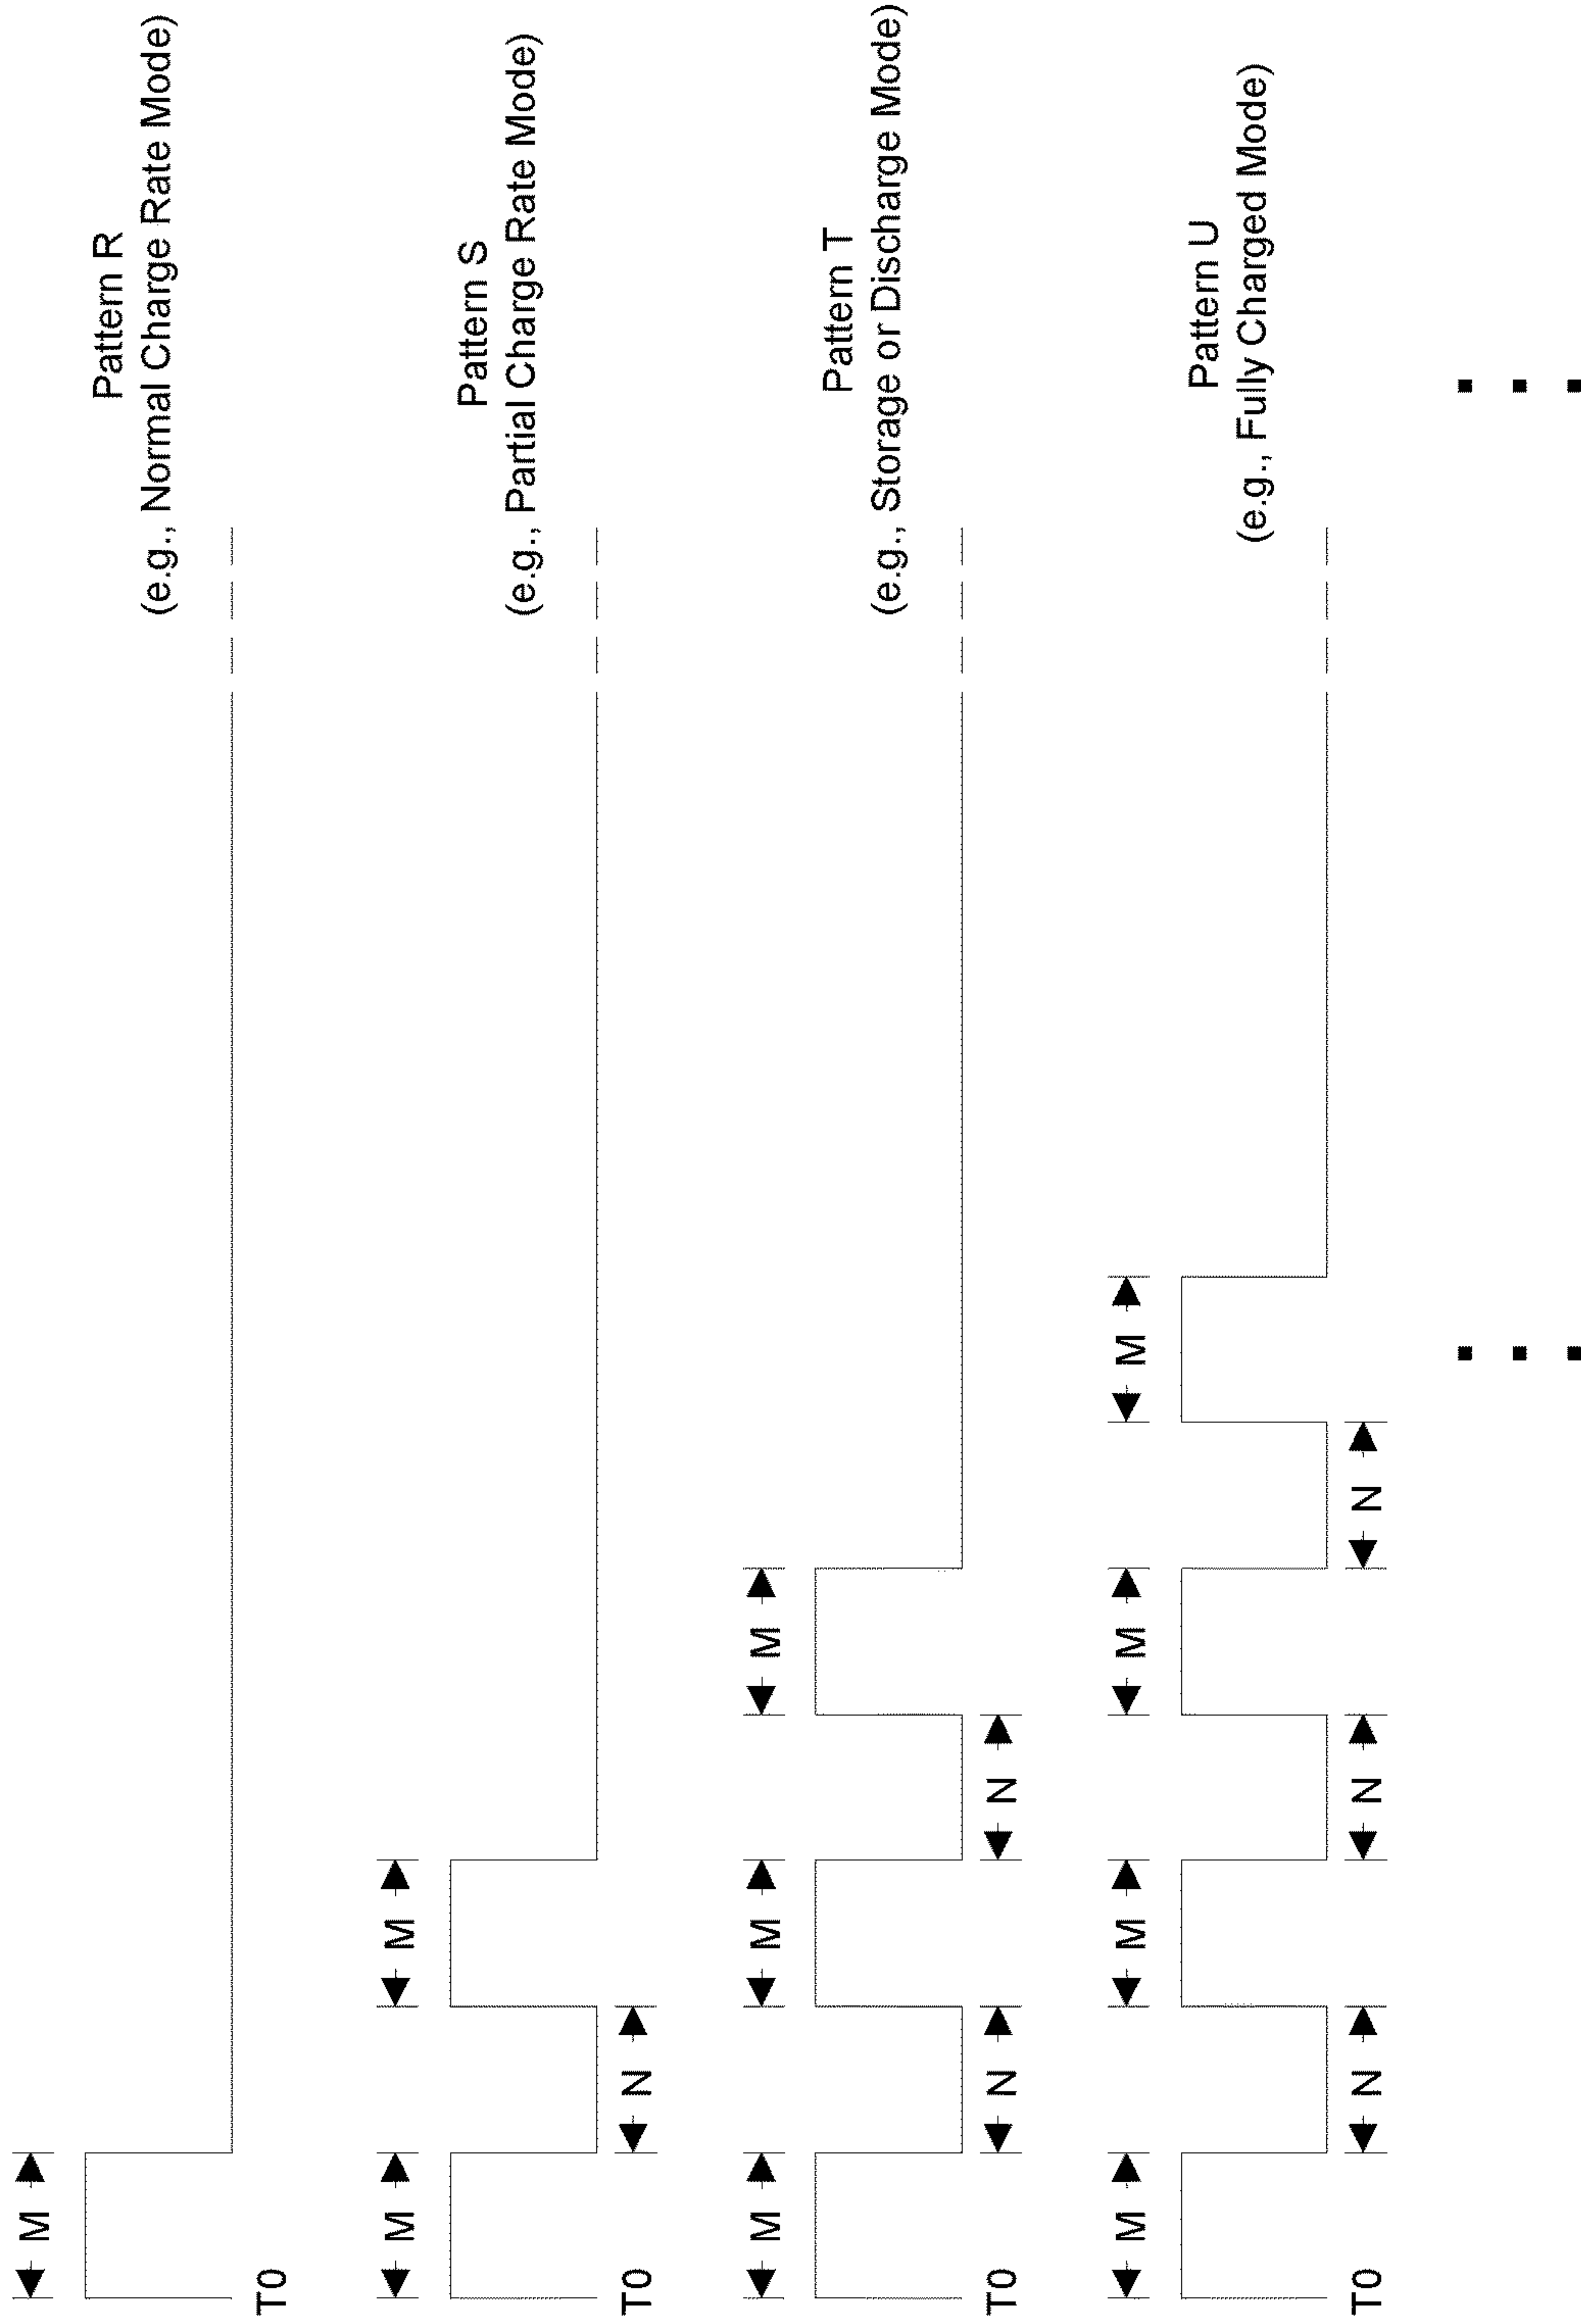 M
Pattern R
(e.g., Normal Charge Rate Mode)
T0
M M
Pattern S
(e.g., Partial Charge Rate Mode)
T0 N
M M M
Pattern T
(e.g., Storage or Discharge Mode)
T0 N N
M M M M
Pattern U
(e.g., Fully Charged Mode)
T0 N N N